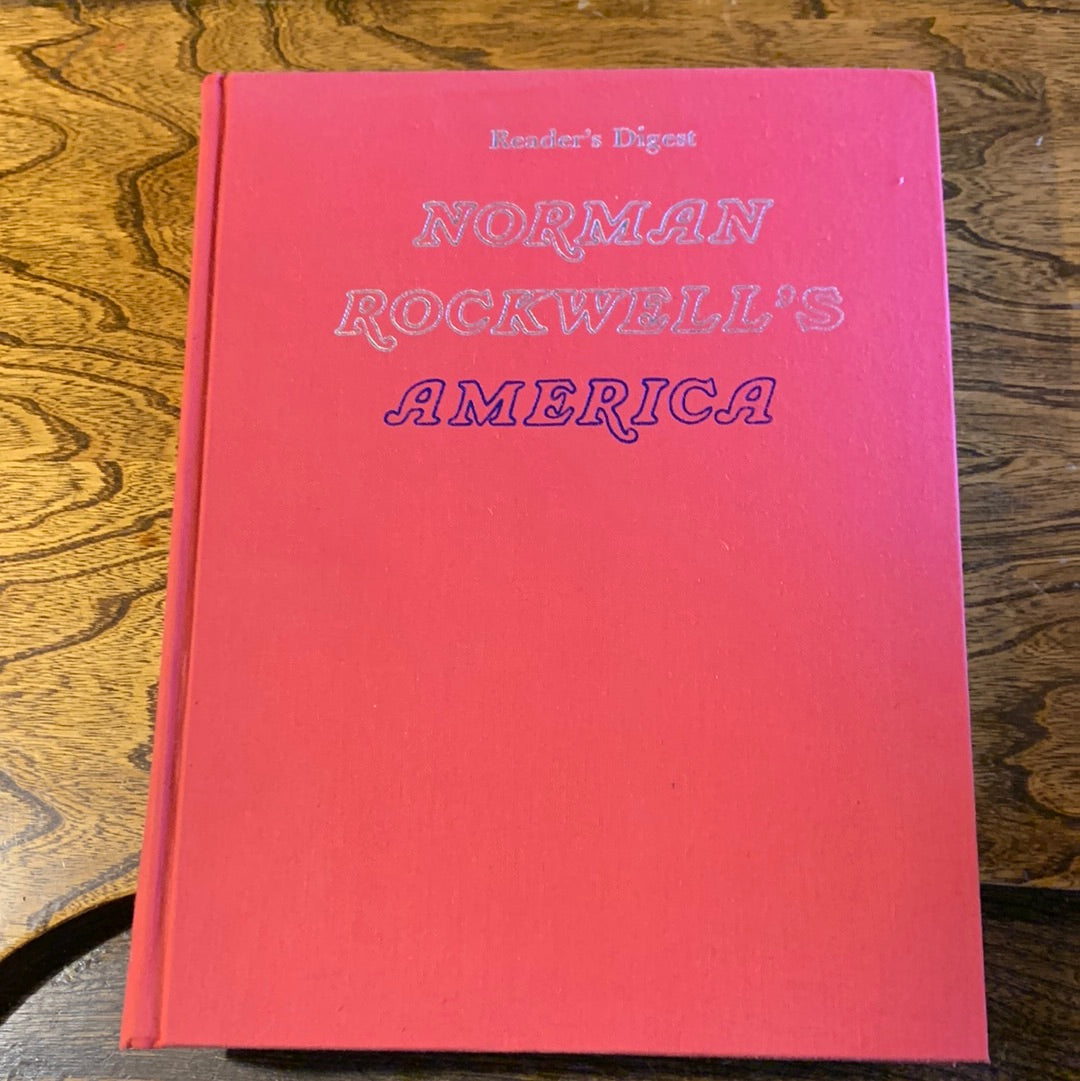 Reader's Digest
NORMAN
ROCKWELL'S
AMERICA